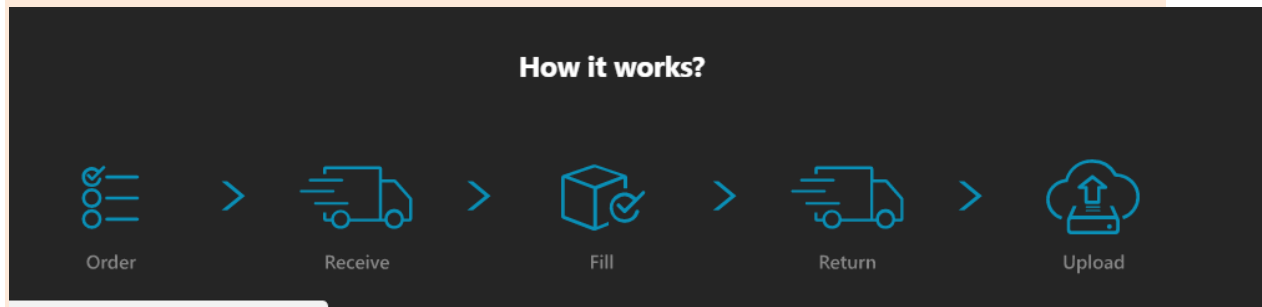 How it works?
Order
Receive
Fill
Return
Upload